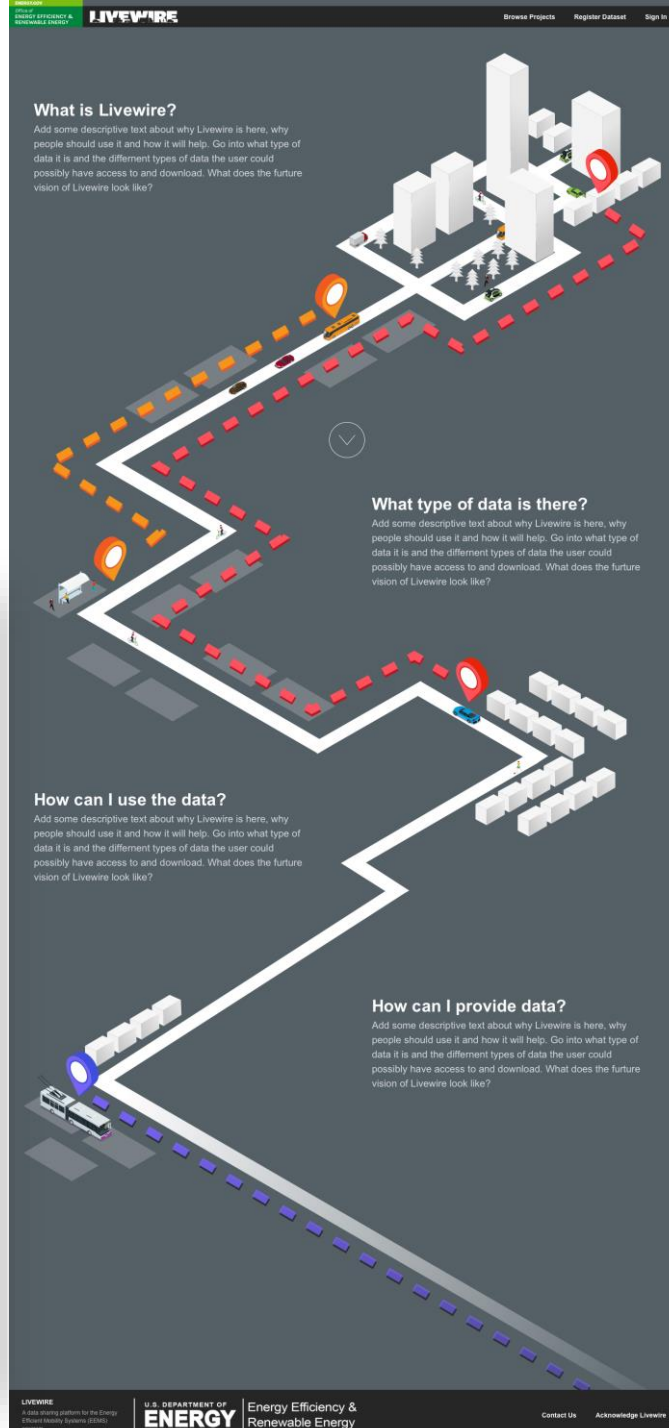 ENERGY.GOV
Office of
ENERGY EFFICIENCY &
RENEWABLE ENERGY
LIVEWIRE
Browse Projects Register Dataset Sign In
What is Livewire?
Add some descriptive text about why Livewire is here, why
people should use it and how it will help. Go into what type of
data it is and the differnent types of data the user could
possibly have access to and download. What does the furture
vision of Livewire look like?
What type of data is there?
Add some descriptive text about why Livewire is here, why
people should use it and how it will help. Go into what type of
data it is and the differnent types of data the user could
possibly have access to and download. What does the furture
vision of Livewire look like?
How can I use the data?
Add some descriptive text about why Livewire is here, why
people should use it and how it will help. Go into what type of
data it is and the differnent types of data the user could
possibly have access to and download. What does the furture
vision of Livewire look like?
How can I provide data?
Add some descriptive text about why Livewire is here, why
people should use it and how it will help. Go into what type of
data it is and the differnent types of data the user could
possibly have access to and download. What does the furture
vision of Livewire look like?
LIVEWIRE
A data sharing platform for the Energy
Efficient Mobility Systems (EEMS)
U.S. DEPARTMENT OF
ENERGY
Energy Efficiency &
Renewable Energy
Contact Us Acknowledge Livewire